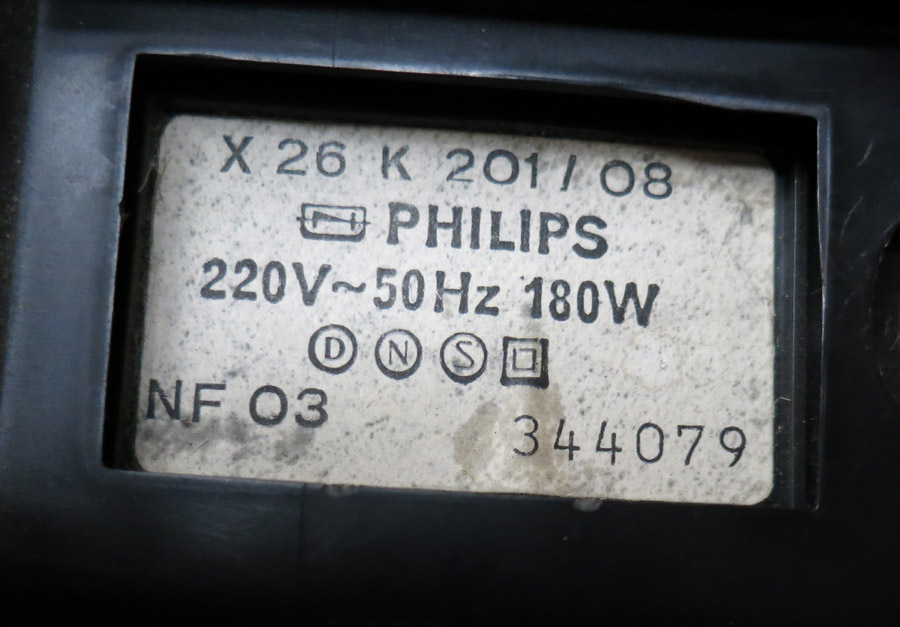 X 26 K 201 / 08
PHILIPS
220V~50Hz 180W
D N S
NF 03
344079